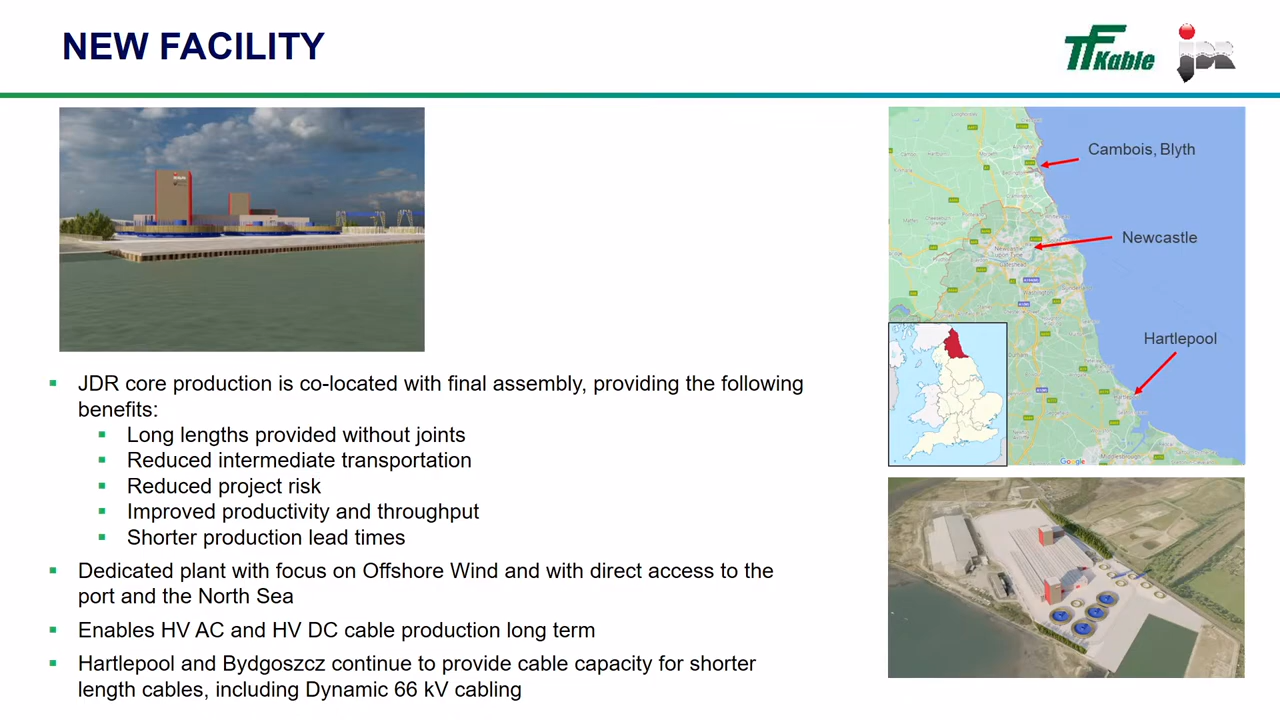 NEW FACILITY
TF Kable
jDR
Cambois, Blyth
Newcastle
Hartlepool
Google
JDR core production is co-located with final assembly, providing the following
benefits:
Long lengths provided without joints
Reduced intermediate transportation
Reduced project risk
Improved productivity and throughput
Shorter production lead times
Dedicated plant with focus on Offshore Wind and with direct access to the
port and the North Sea
Enables HV AC and HV DC cable production long term
Hartlepool and Bydgoszcz continue to provide cable capacity for shorter
length cables, including Dynamic 66 kV cabling